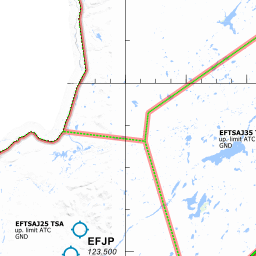 EFTSAJ35
up. limit ATC
GND
EFTSAJ25 TSA
up. limit ATC
GND
EFJP
123,500